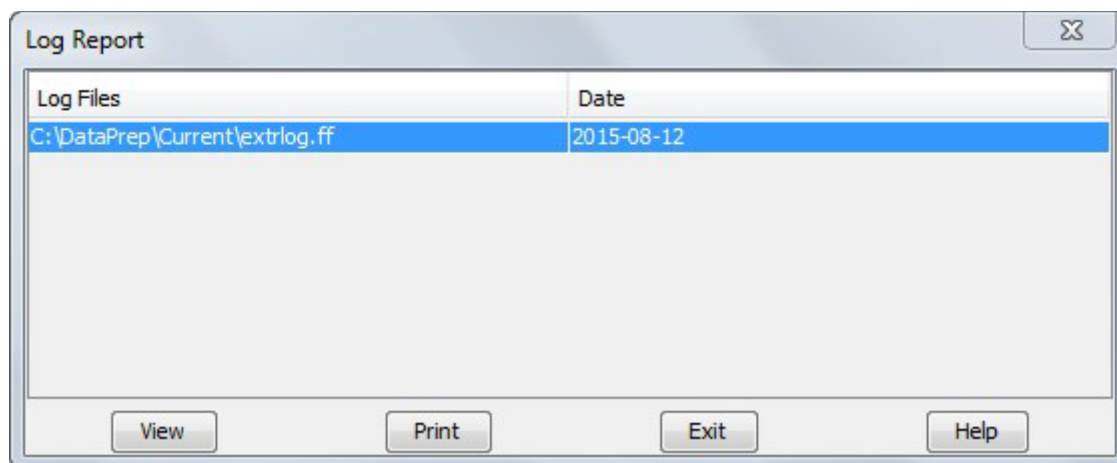 Log Report
Log Files Date
C:\DataPrep\Current\extrlog.ff 2015-08-12
View Print Exit Help